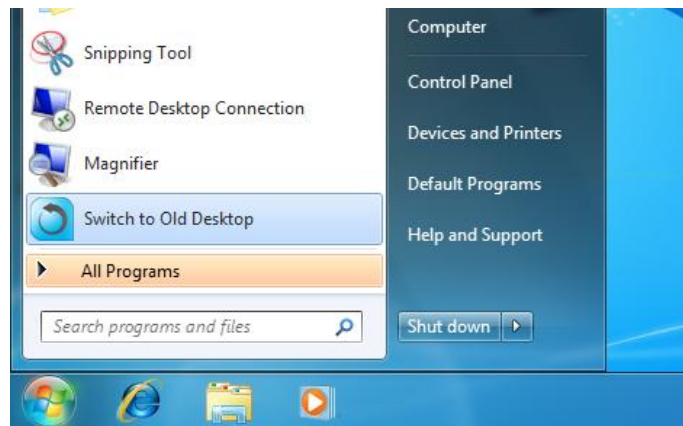 Snipping Tool
Remote Desktop Connection
Magnifier
Switch to Old Desktop
All Programs
Search programs and files
Computer
Control Panel
Devices and Printers
Default Programs
Help and Support
Shut down